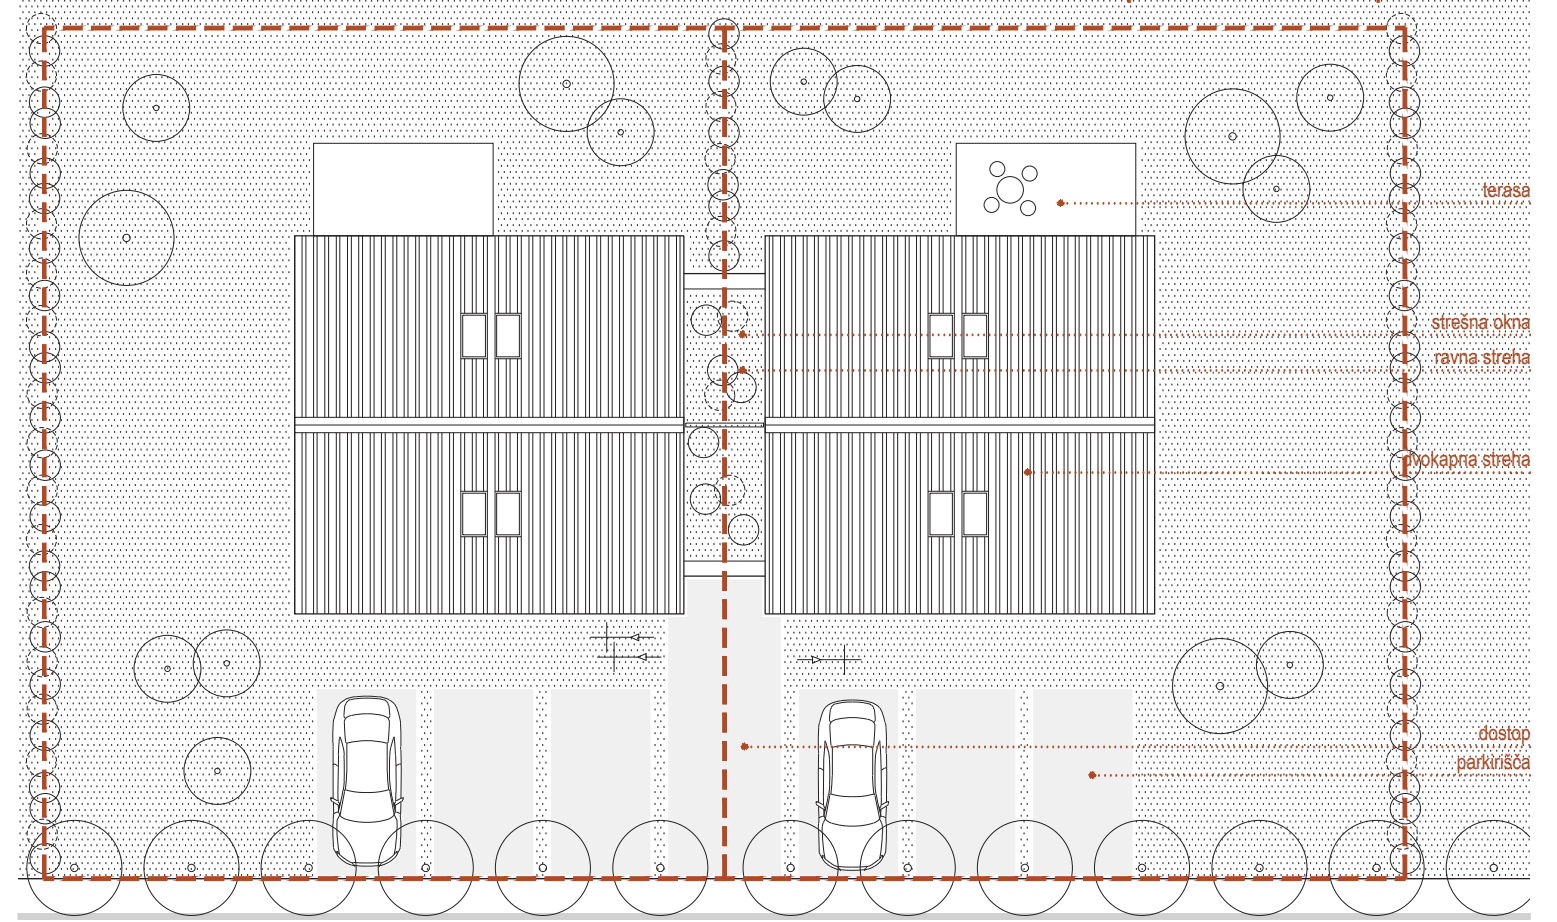 terasa
strešna okna
ravna streha
dvokapna streha
dostop
parkirišča